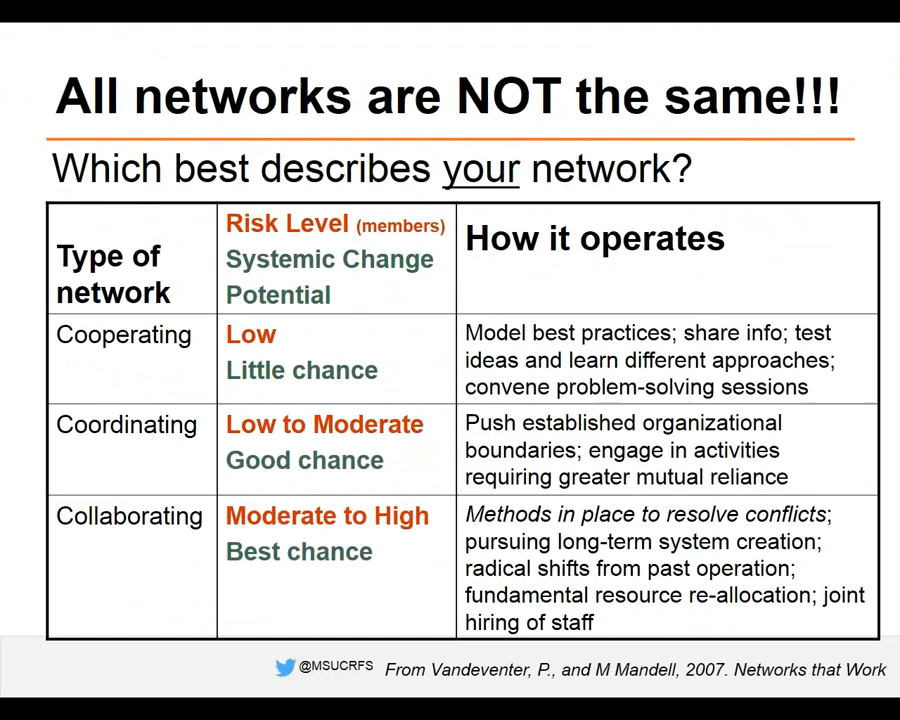 All networks are NOT the same!!!
Which best describes your network?
Type of
network
Risk Level (members)
Systemic Change
Potential
How it operates
Cooperating
Low
Little chance
Model best practices; share info; test
ideas and learn different approaches;
convene problem-solving sessions
Coordinating
Low to Moderate
Good chance
Push established organizational
boundaries; engage in activities
requiring greater mutual reliance
Collaborating
Moderate to High
Best chance
Methods in place to resolve conflicts;
pursuing long-term system creation;
radical shifts from past operation;
fundamental resource re-allocation; joint
hiring of staff
@MSUCRFS
From Vandeventer, P., and M Mandell, 2007. Networks that Work